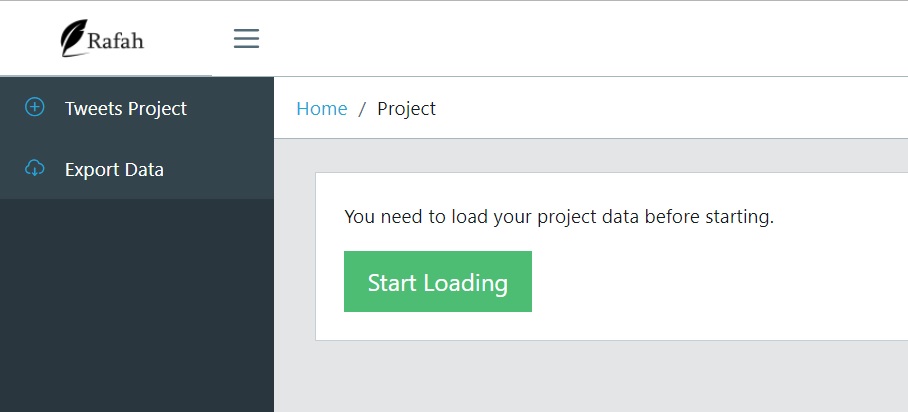 Rafah
Tweets Project
Export Data
Home / Project
You need to load your project data before starting.
Start Loading